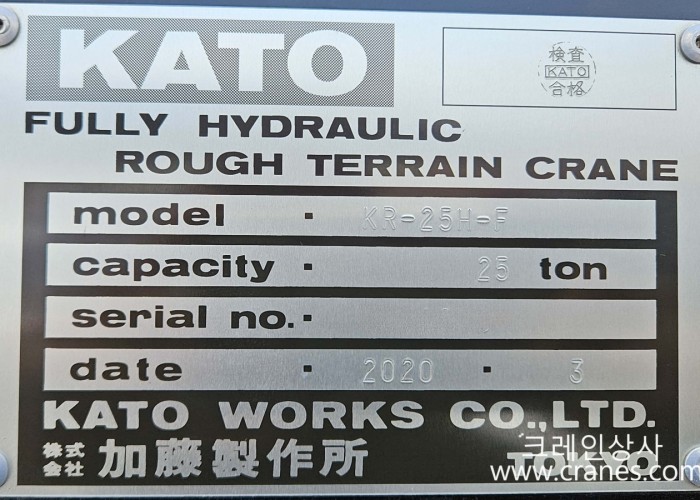 KATO
検査
KATO
合格
FULLY HYDRAULIC
ROUGH TERRAIN CRANE
model · KR-25H-F
capacity · 25 ton
serial no. ·
date · 2020 · 3
KATO WORKS CO.,LTD.
株式会社 加藤製作所 TOKYO
크레인상사
www.cranes.com